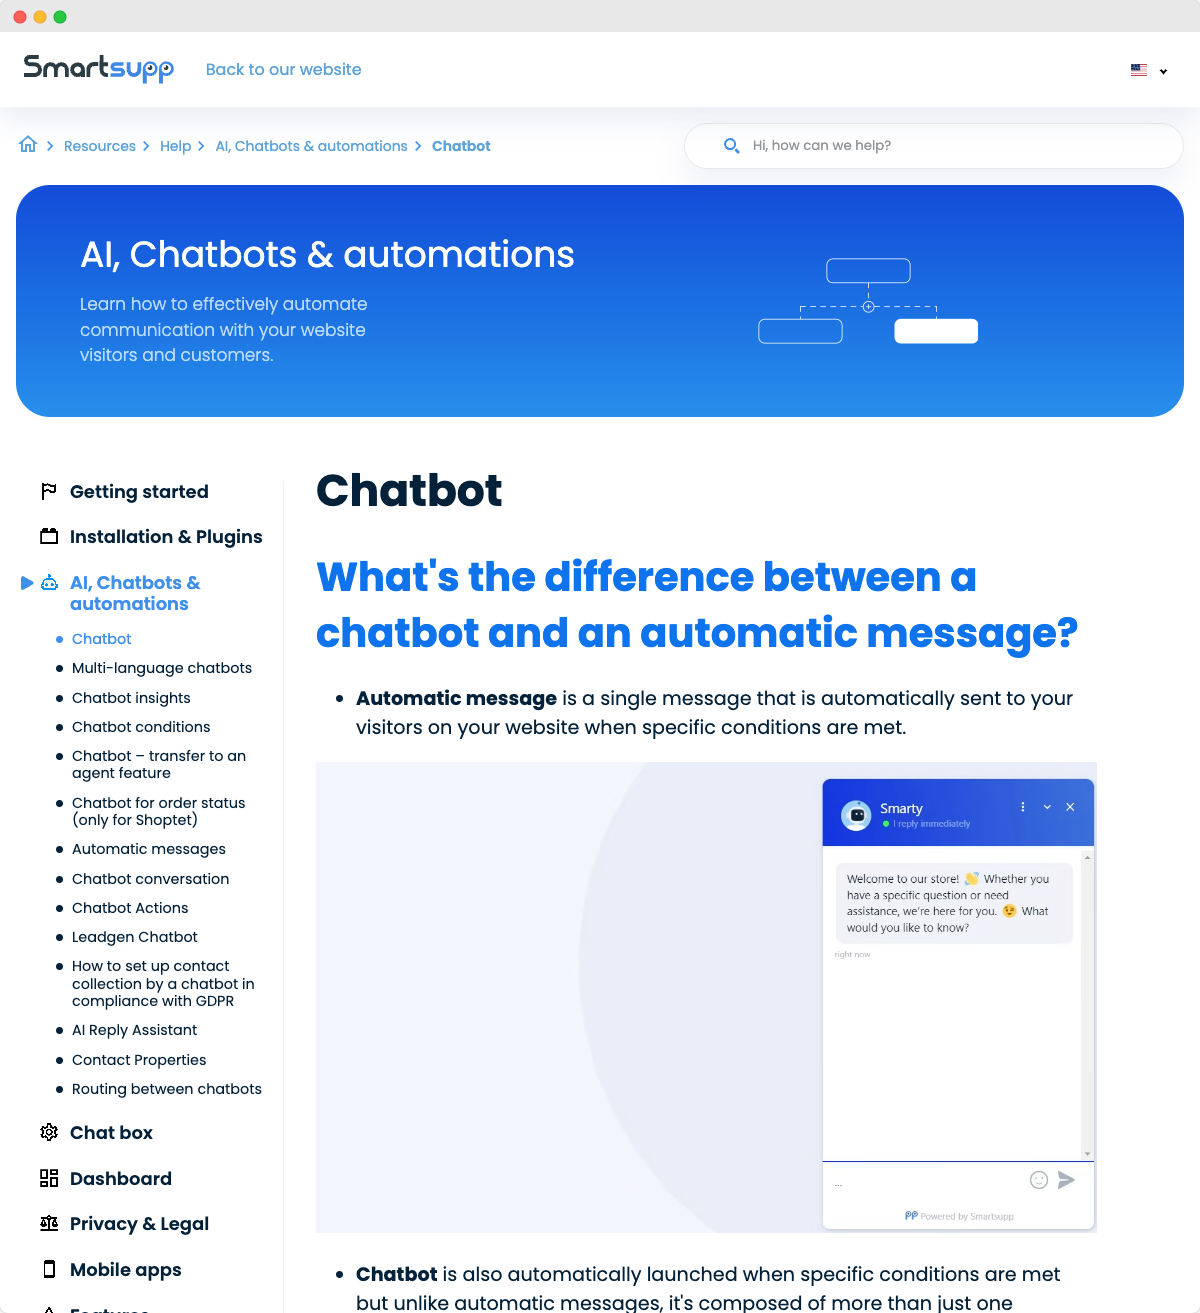 Smartsupp
Back to our website
Resources
Help
AI, Chatbots & automations
Chatbot
Hi, how can we help?
AI, Chatbots & automations
Learn how to effectively automate
communication with your website
visitors and customers.
Getting started
Installation & Plugins
AI, Chatbots &
automations
Chatbot
Multi-language chatbots
Chatbot insights
Chatbot conditions
Chatbot – transfer to an
agent feature
Chatbot for order status
(only for Shoptet)
Automatic messages
Chatbot conversation
Chatbot Actions
Leadgen Chatbot
How to set up contact
collection by a chatbot in
compliance with GDPR
AI Reply Assistant
Contact Properties
Routing between chatbots
Chat box
Dashboard
Privacy & Legal
Mobile apps
Features
Chatbot
What's the difference between a
chatbot and an automatic message?
Automatic message is a single message that is automatically sent to your
visitors on your website when specific conditions are met.
Smarty
I reply immediately
Welcome to our store! 👋 Whether you
have a specific question or need
assistance, we're here for you. 😉 What
would you like to know?
right now
...
Powered by Smartsupp
Chatbot is also automatically launched when specific conditions are met
but unlike automatic messages, it's composed of more than just one